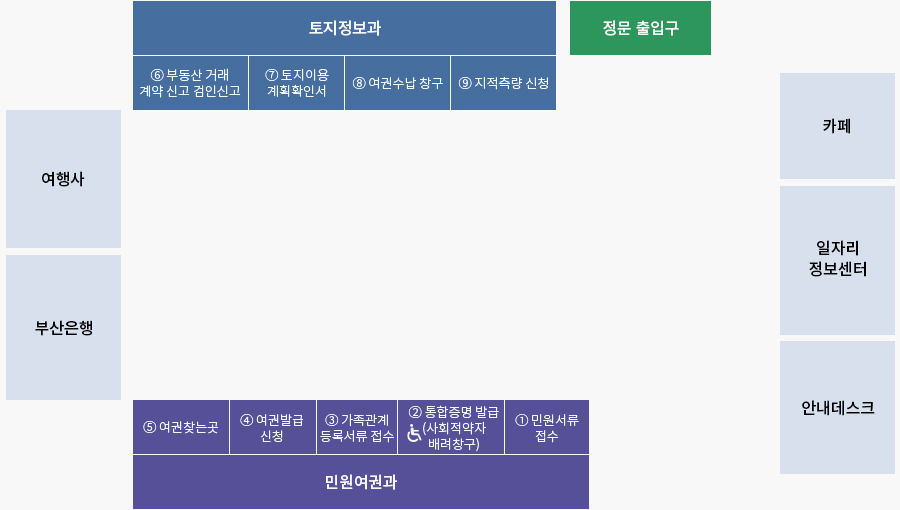 토지정보과
정문 출입구
⑥ 부동산 거래
계약 신고 검인신고
⑦ 토지이용
계획확인서
⑧ 여권수납 창구
⑨ 지적측량 신청
카페
여행사
일자리
정보센터
부산은행
안내데스크
⑤ 여권찾는곳
④ 여권발급
신청
③ 가족관계
등록서류 접수
② 통합증명 발급
(사회적약자
배려창구)
① 민원서류
접수
민원여권과